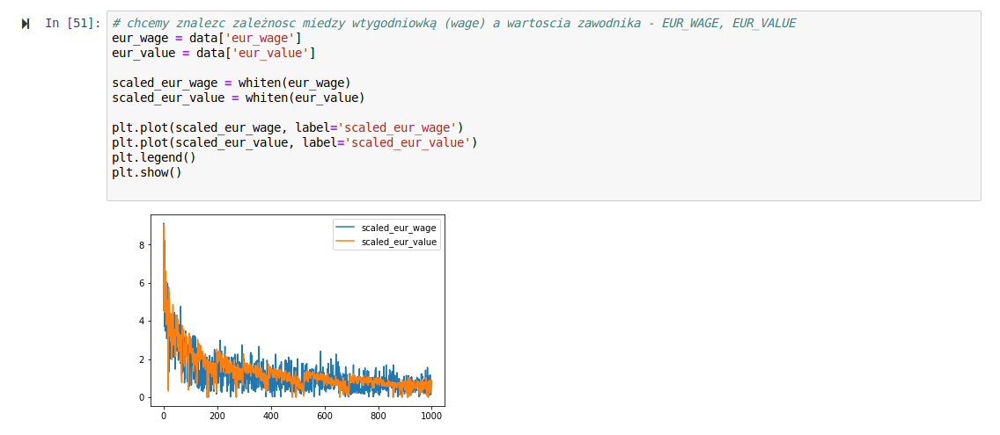 In [51]:
# chcemy znalezc zależnosc miedzy wtygodniowką (wage) a wartoscia zawodnika - EUR_WAGE, EUR_VALUE
eur_wage = data['eur_wage']
eur_value = data['eur_value']
scaled_eur_wage = whiten(eur_wage)
scaled_eur_value = whiten(eur_value)
plt.plot(scaled_eur_wage, label='scaled_eur_wage')
plt.plot(scaled_eur_value, label='scaled_eur_value')
plt.legend()
plt.show()
scaled_eur_wage
scaled_eur_value
8
6
4
2
0
0 200 400 600 800 1000